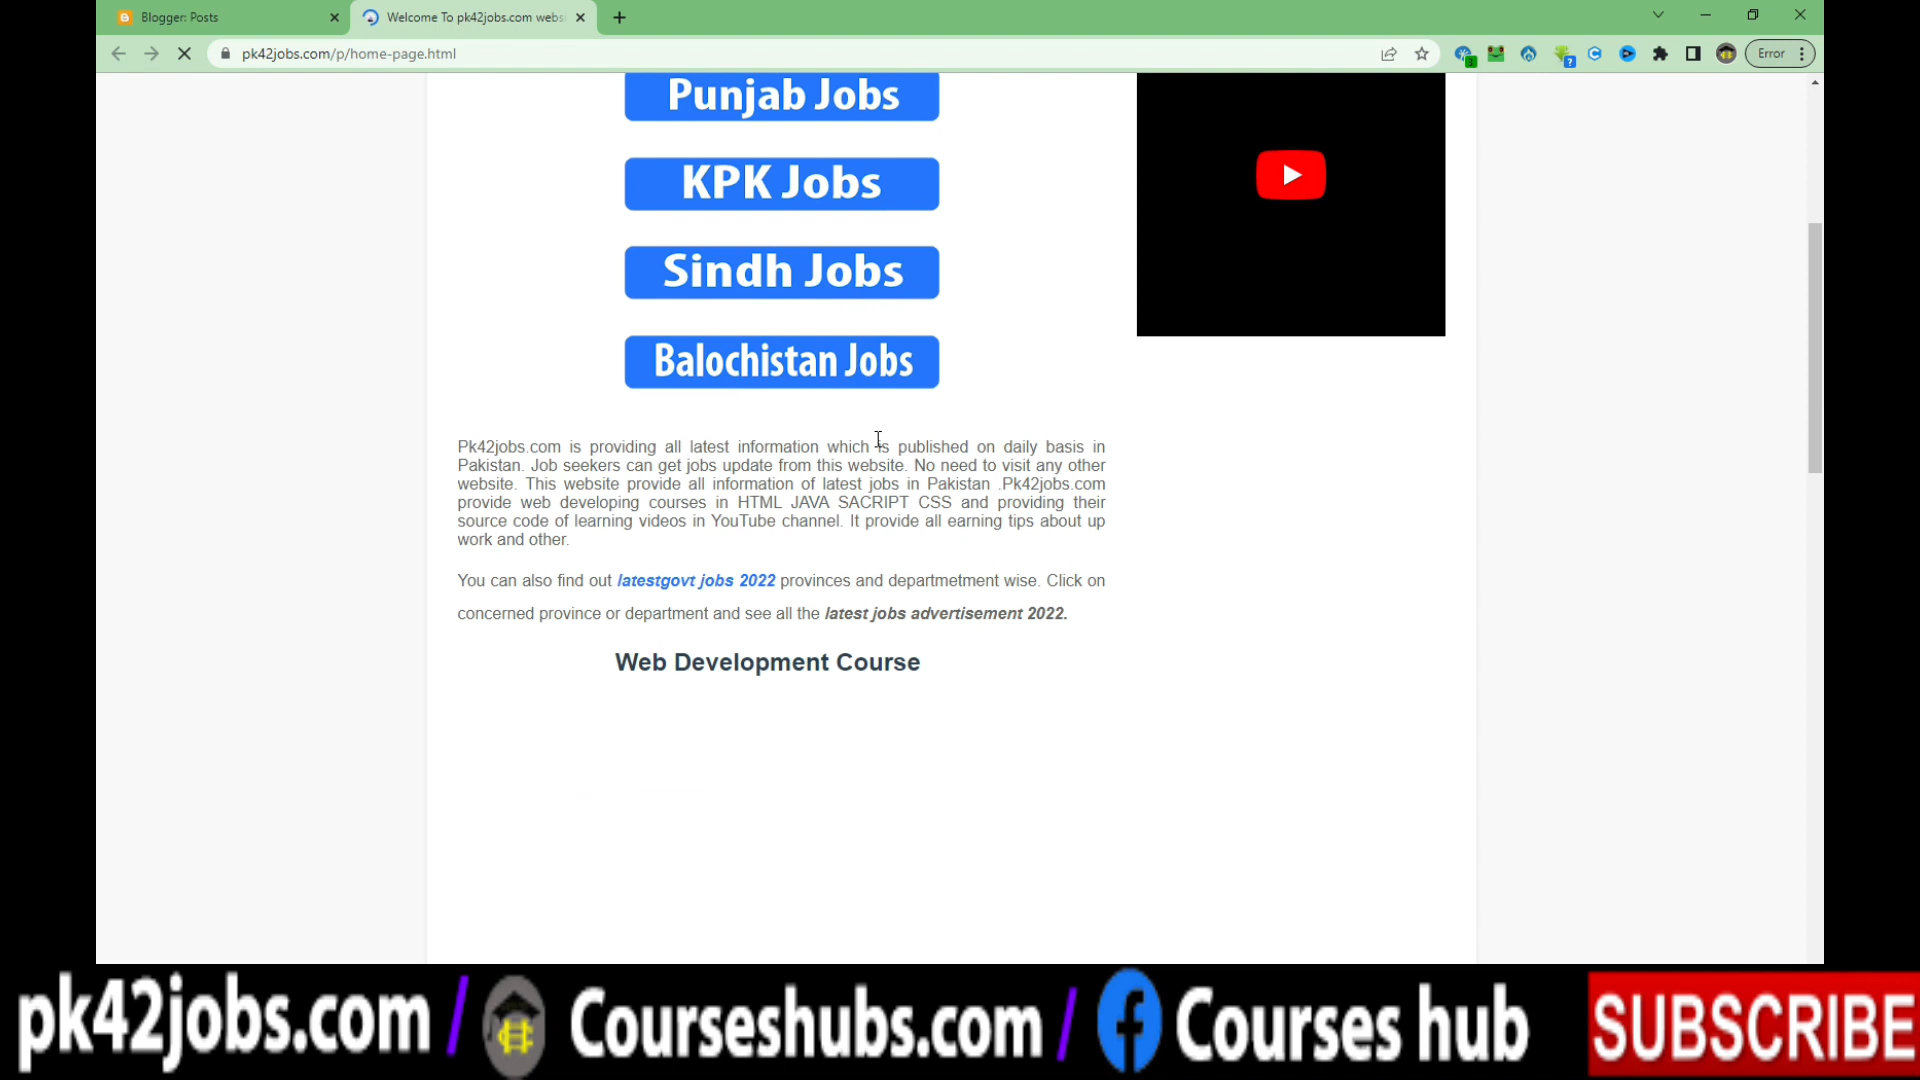 Blogger: Posts
Welcome To pk42jobs.com webs
pk42jobs.com/p/home-page.html
Error
Punjab Jobs
KPK Jobs
Sindh Jobs
Balochistan Jobs
Pk42jobs.com is providing all latest information which is published on daily basis in
Pakistan. Job seekers can get jobs update from this website. No need to visit any other
website. This website provide all information of latest jobs in Pakistan .Pk42jobs.com
provide web developing courses in HTML JAVA SACRIPT CSS and providing their
source code of learning videos in YouTube channel. It provide all earning tips about up
work and other.
You can also find out latestgovt jobs 2022 provinces and departmetment wise. Click on
concerned province or department and see all the latest jobs advertisement 2022.
Web Development Course
pk42jobs.com / Courseshubs.com / Courses hub SUBSCRIBE